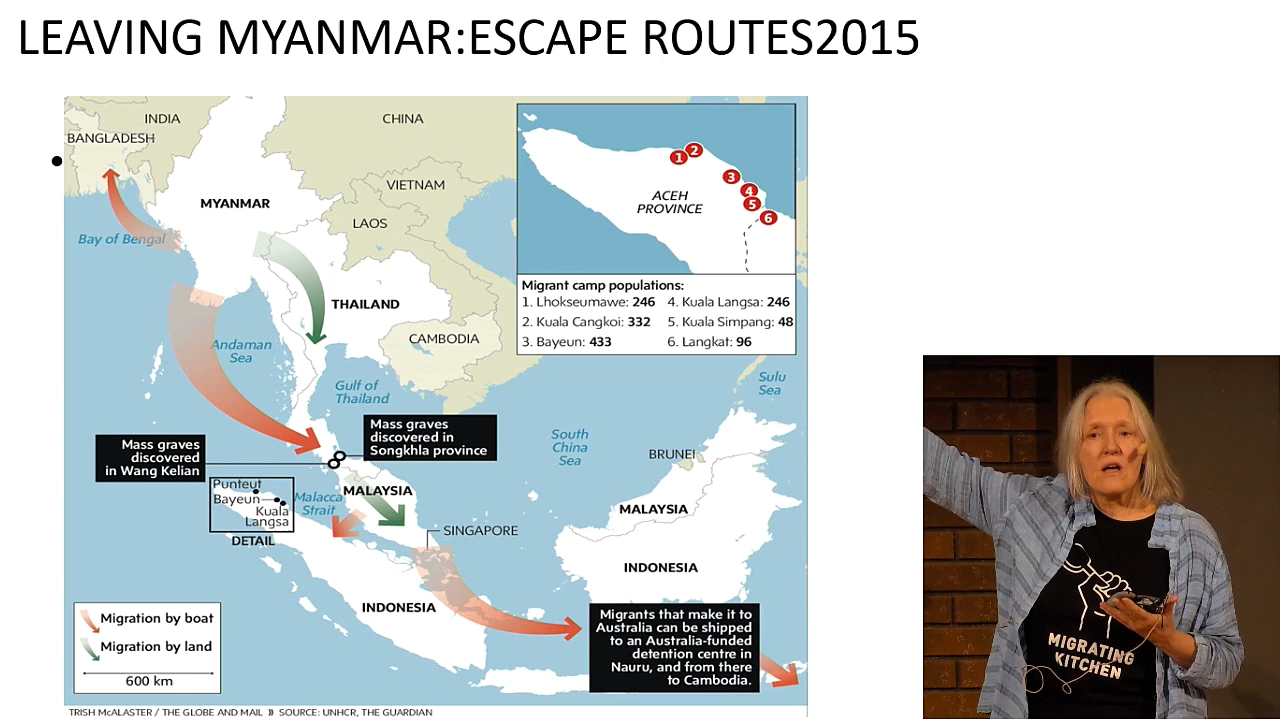 LEAVING MYANMAR:ESCAPE ROUTES2015
INDIA
CHINA
BANGLADESH
VIETNAM
MYANMAR
LAOS
Bay of Bengal
THAILAND
CAMBODIA
Andaman
Sea
Gulf of
Thailand
ACEH
PROVINCE
1
2
3
4
5
6
Migrant camp populations:
1. Lhokseumawe: 246 4. Kuala Langsa: 246
2. Kuala Cangkoi: 332 5. Kuala Simpang: 48
3. Bayeun: 433 6. Langkat: 96
Sulu
Sea
Mass graves
discovered in
Songkhla province
Mass graves
discovered
in Wang Kelian
South
China
Sea
BRUNEI
Punteut
Bayeun
Kuala
Langsa
DETAIL
Malacca
Strait
MALAYSIA
SINGAPORE
MALAYSIA
INDONESIA
INDONESIA
Migration by boat
Migration by land
600 km
Migrants that make it to
Australia can be shipped
to an Australia-funded
detention centre in
Nauru, and from there
to Cambodia.
TRISH McALASTER / THE GLOBE AND MAIL » SOURCE: UNHCR, THE GUARDIAN
MIGRATING
KITCHEN